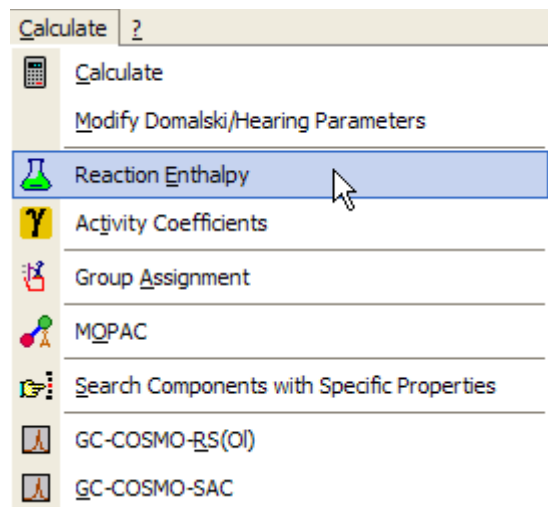 Calculate ?
Calculate
Modify Domalski/Hearing Parameters
Reaction Enthalpy
γ Activity Coefficients
Group Assignment
MOPAC
Search Components with Specific Properties
GC-COSMO-RS(Ol)
GC-COSMO-SAC